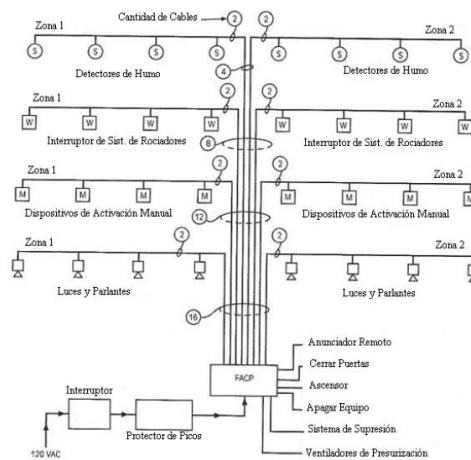 Cantidad de Cables
2
2
Zona 1
Zona 2
S
S
S
S
S
S
S
S
4
Detectores de Humo
Detectores de Humo
Zona 1
2
2
Zona 2
W
W
W
W
W
W
W
W
Interruptor de Sist. de Rociadores
8
Interruptor de Sist. de Rociadores
Zona 1
2
2
Zona 2
M
M
M
M
M
M
M
M
Dispositivos de Activación Manual
12
Dispositivos de Activación Manual
Zona 1
2
2
Zona 2
Luces y Parlantes
Luces y Parlantes
16
Anunciador Remoto
FACP
Cerrar Puertas
Ascensor
Interruptor
Apagar Equipo
Protector de Picos
Sistema de Supresión
120 VAC
Ventiladores de Presurización